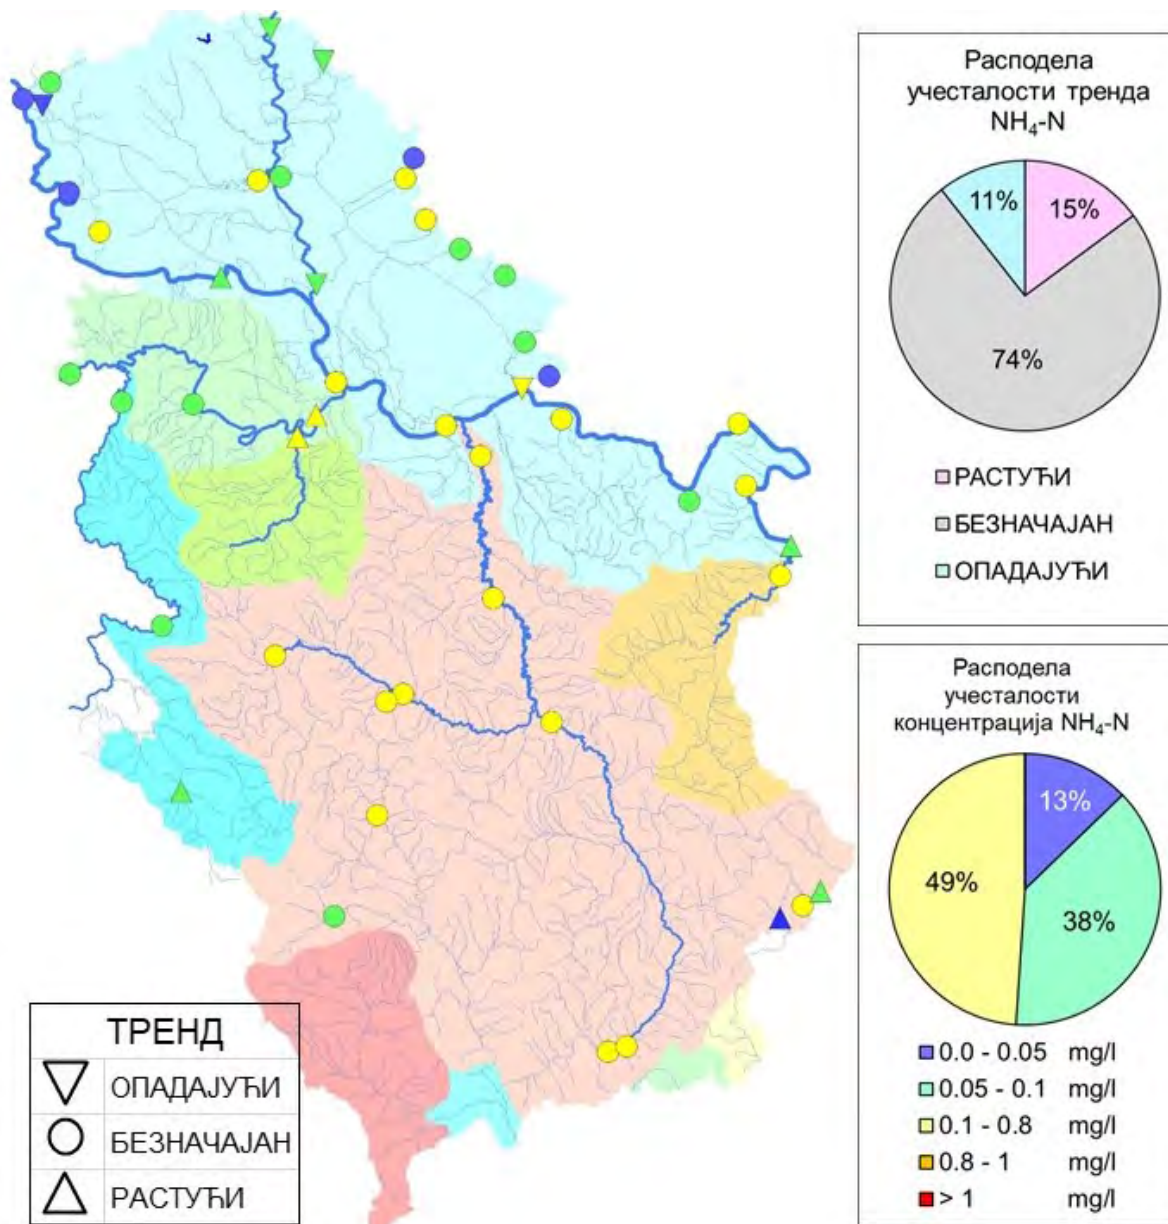 Расподела
учесталости тренда
NH₄-N
11%
15%
74%
РАСТУЋИ
БЕЗНАЧАЈАН
ОПАДАЈУЋИ
Расподела
учесталости
концентрација NH₄-N
13%
49%
38%
0.0 - 0.05 mg/l
0.05 - 0.1 mg/l
0.1 - 0.8 mg/l
0.8 - 1 mg/l
> 1 mg/l
ТРЕНД
ОПАДАЈУЋИ
БЕЗНАЧАЈАН
РАСТУЋИ